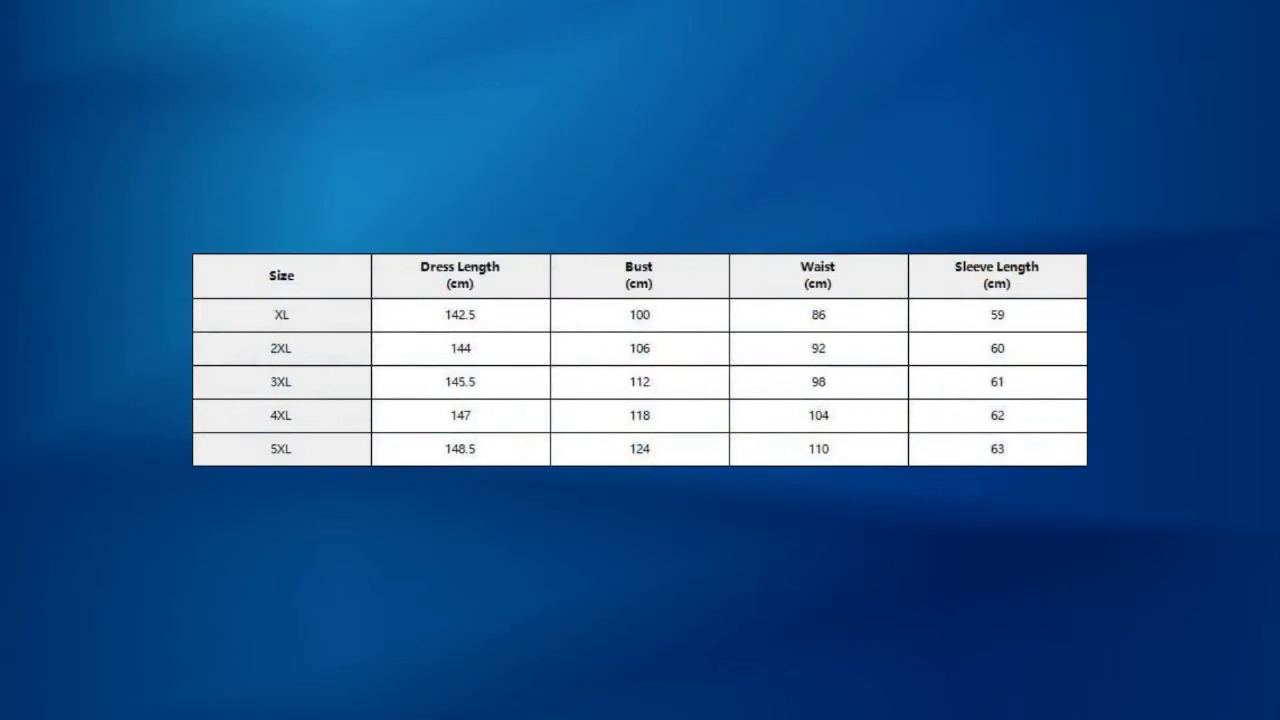 Size Dress Length (cm) Bust (cm) Waist (cm) Sleeve Length (cm)
XL 142.5 100 86 59
2XL 144 106 92 60
3XL 145.5 112 98 61
4XL 147 118 104 62
5XL 148.5 124 110 63